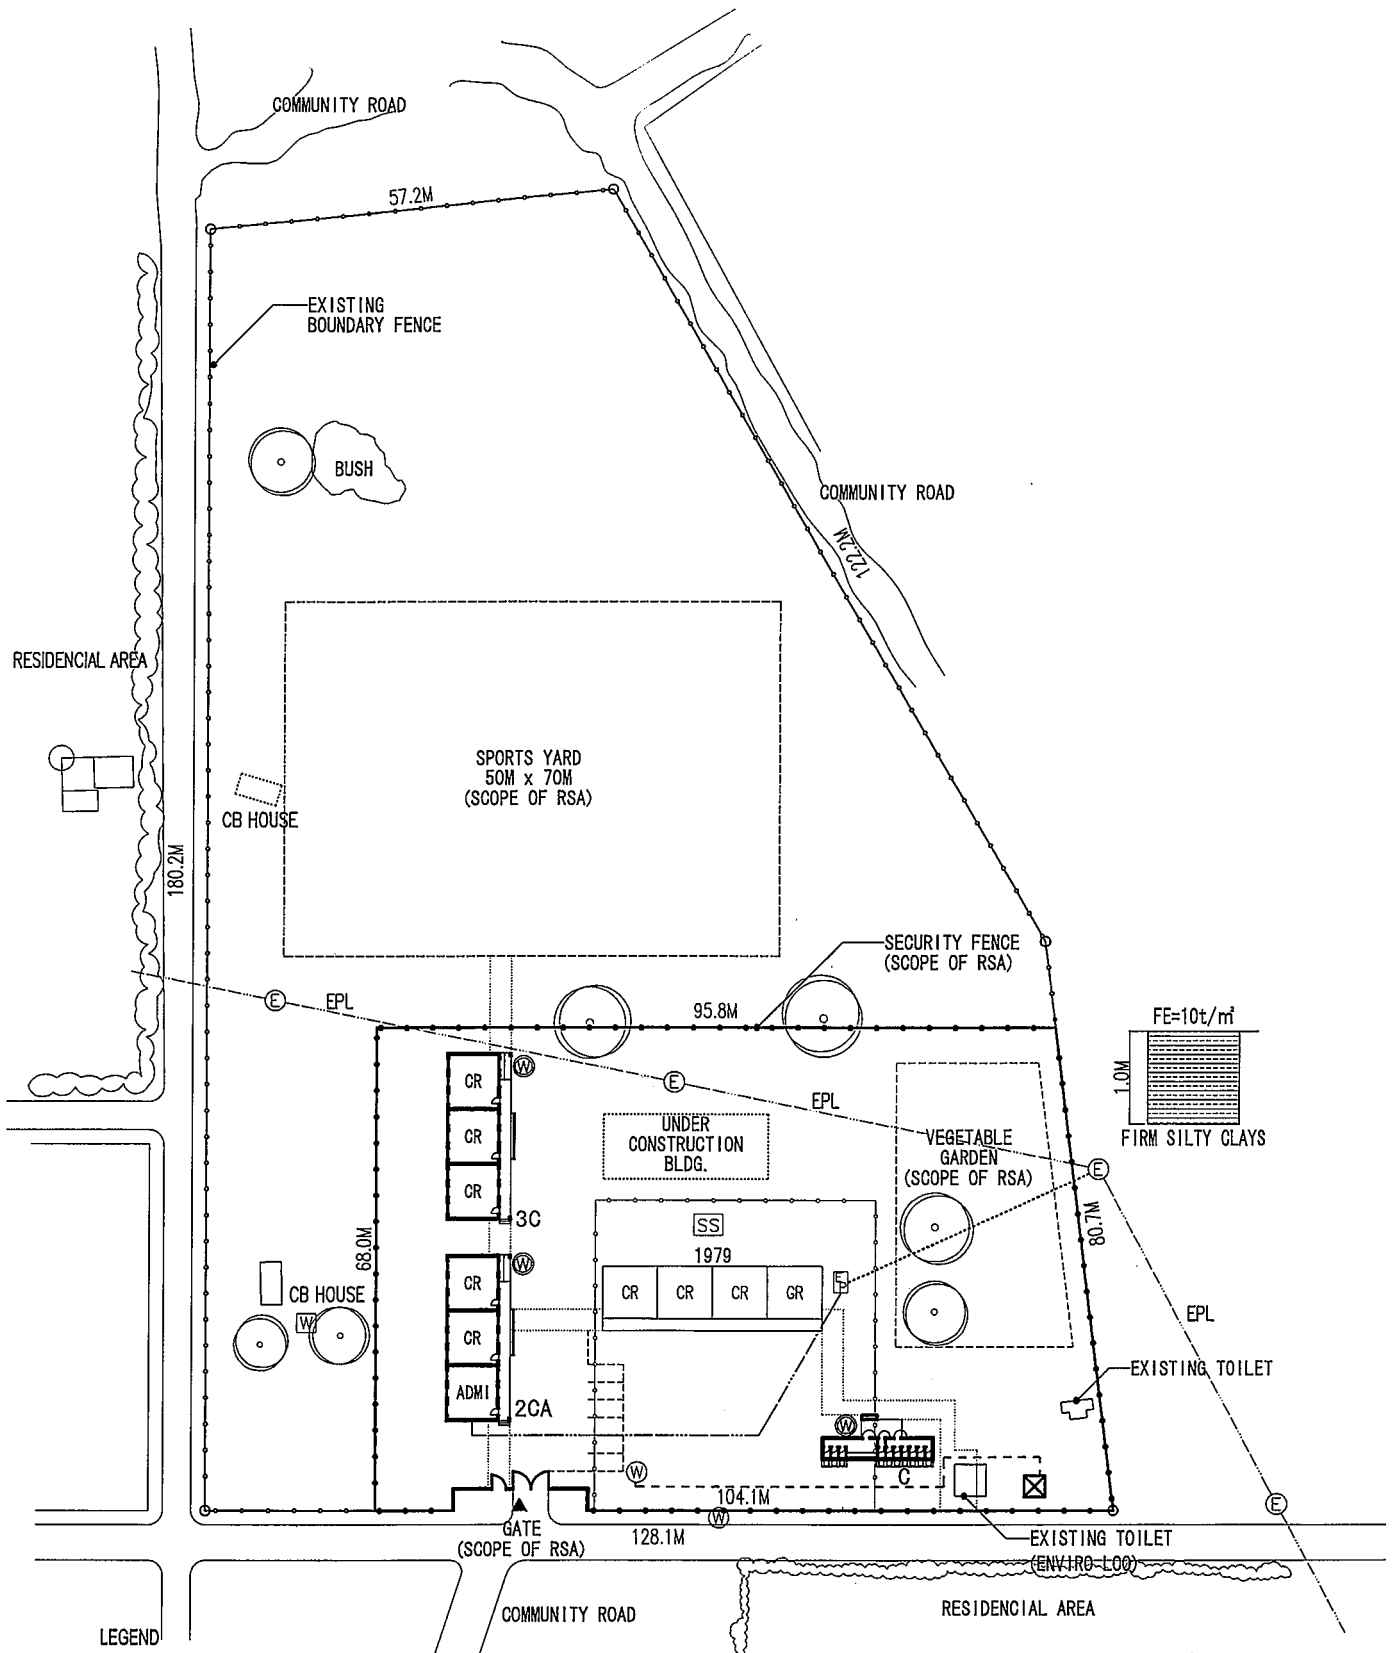 COMMUNITY ROAD
57.2M
EXISTING
BOUNDARY FENCE
BUSH
COMMUNITY ROAD
122.2M
RESIDENCIAL AREA
SPORTS YARD
50M x 70M
(SCOPE OF RSA)
CB HOUSE
180.2M
SECURITY FENCE
(SCOPE OF RSA)
E
EPL
95.8M
FE=10t/㎡
1.0M
FIRM SILTY CLAYS
CR
W
E
EPL
CR
UNDER
CONSTRUCTION
BLDG.
VEGETABLE
GARDEN
(SCOPE OF RSA)
E
CR
3C
SS
1979
68.0M
80.7M
CR
W
CR
CR
CR
GR
EP
CB HOUSE
W
CR
EPL
ADMI
2CA
EXISTING TOILET
W
C
W
104.1M
W
E
GATE
(SCOPE OF RSA)
128.1M
EXISTING TOILET
(ENVIRO-LOO)
COMMUNITY ROAD
RESIDENCIAL AREA
LEGEND